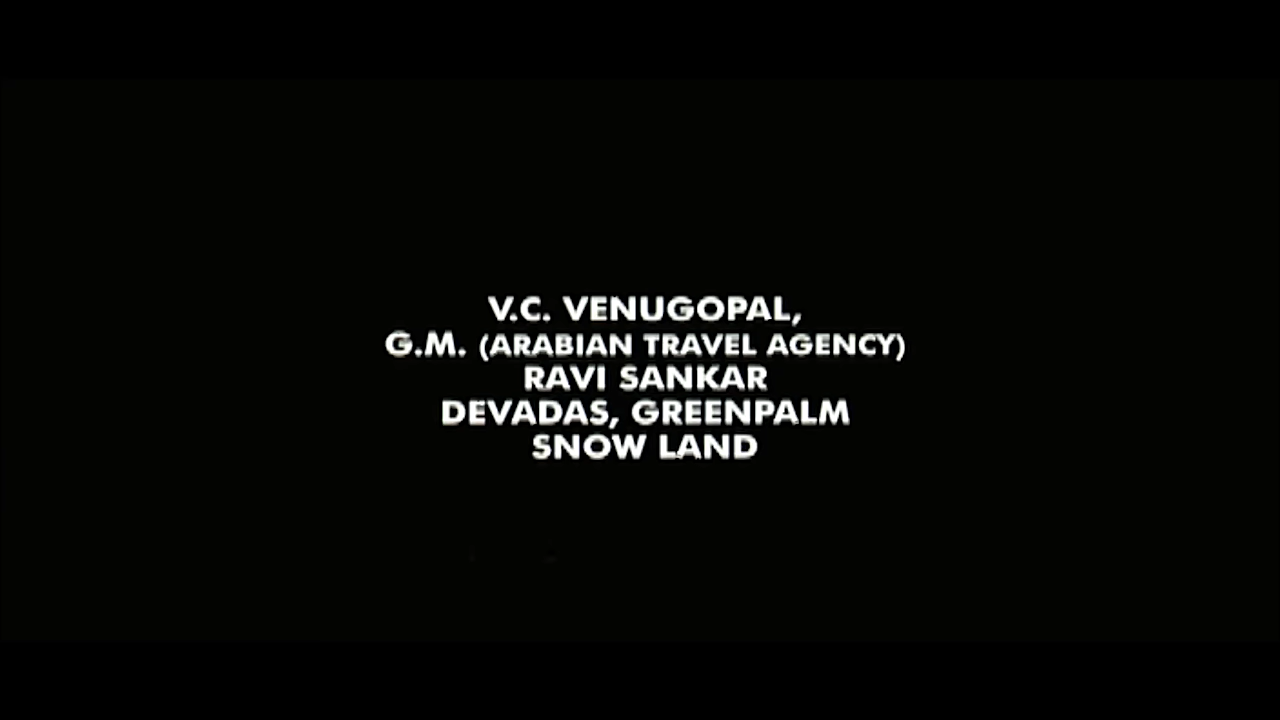 V.C. VENUGOPAL,
G.M. (ARABIAN TRAVEL AGENCY)
RAVI SANKAR
DEVADAS, GREENPALM
SNOW LAND